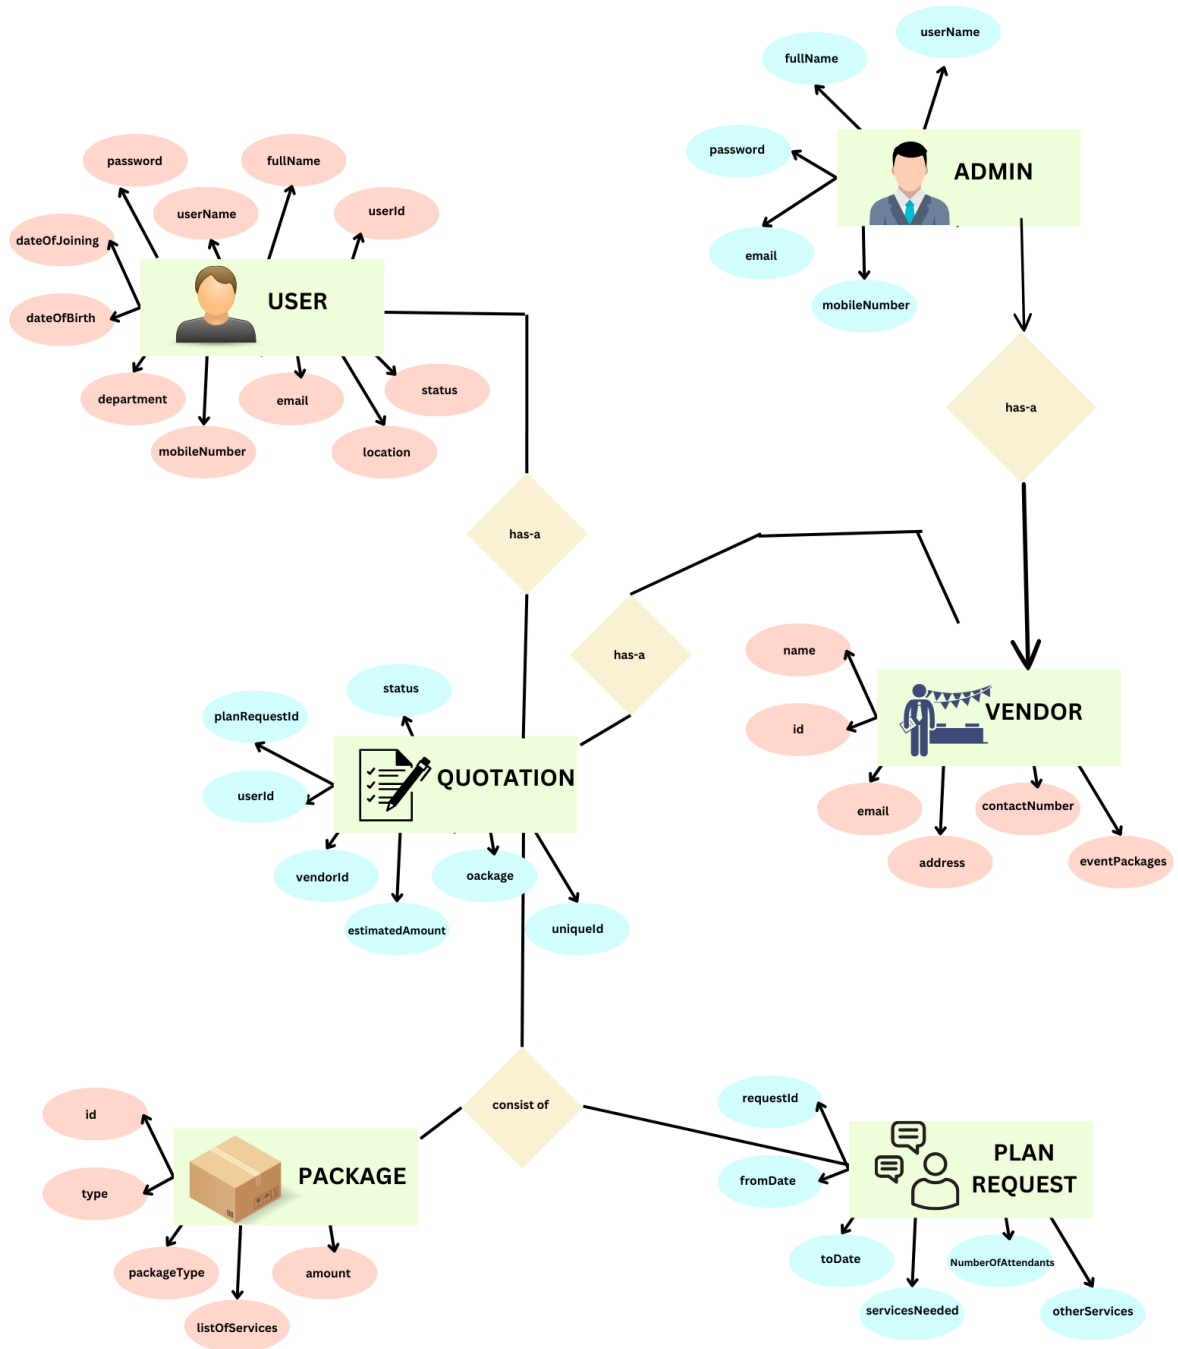 userName
fullName
password
ADMIN
email
mobileNumber
has-a
password
fullName
userName
userId
dateOfJoining
USER
dateOfBirth
department
email
status
mobileNumber
location
has-a
has-a
name
id
VENDOR
email
contactNumber
address
eventPackages
status
planRequestId
userId
QUOTATION
vendorId
oackage
estimatedAmount
uniqueId
consist of
id
type
PACKAGE
packageType
amount
listOfServices
requestId
fromDate
PLAN
REQUEST
toDate
NumberOfAttendants
servicesNeeded
otherServices